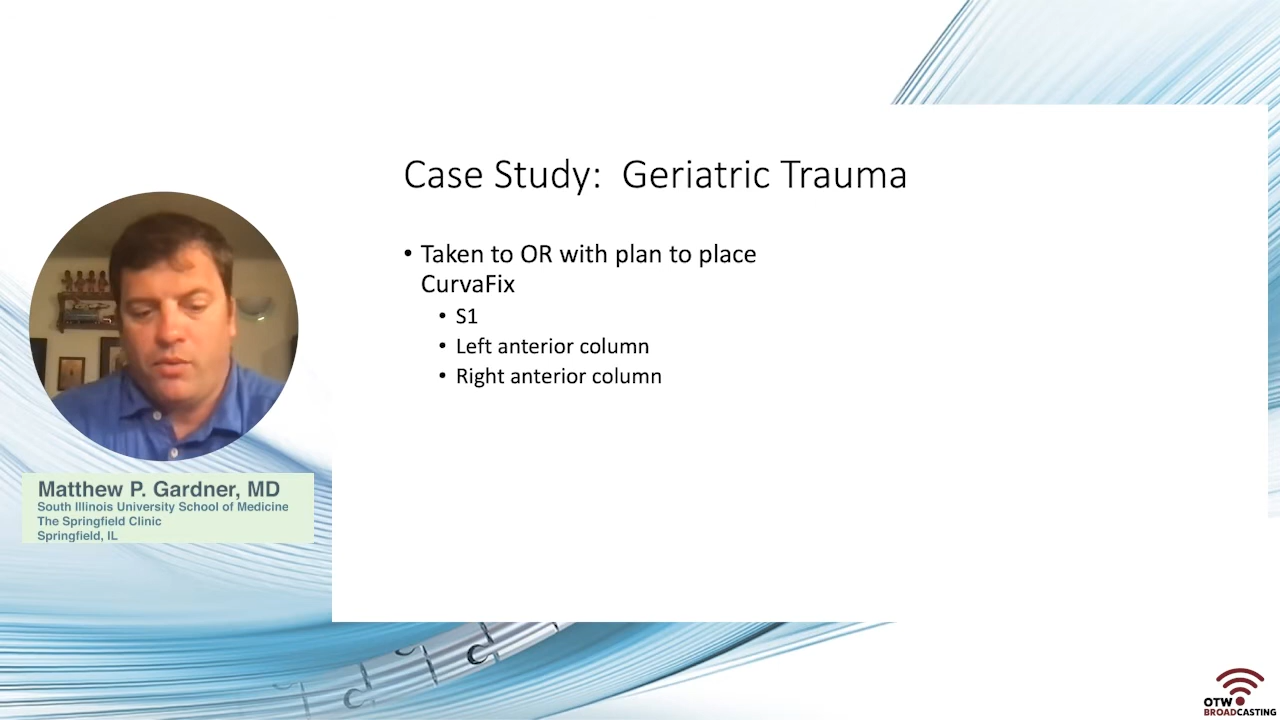 Case Study: Geriatric Trauma
• Taken to OR with plan to place
CurvaFix
• S1
• Left anterior column
• Right anterior column
Matthew P. Gardner, MD
South Illinois University School of Medicine
The Springfield Clinic
Springfield, IL
OTW
BROADCASTING